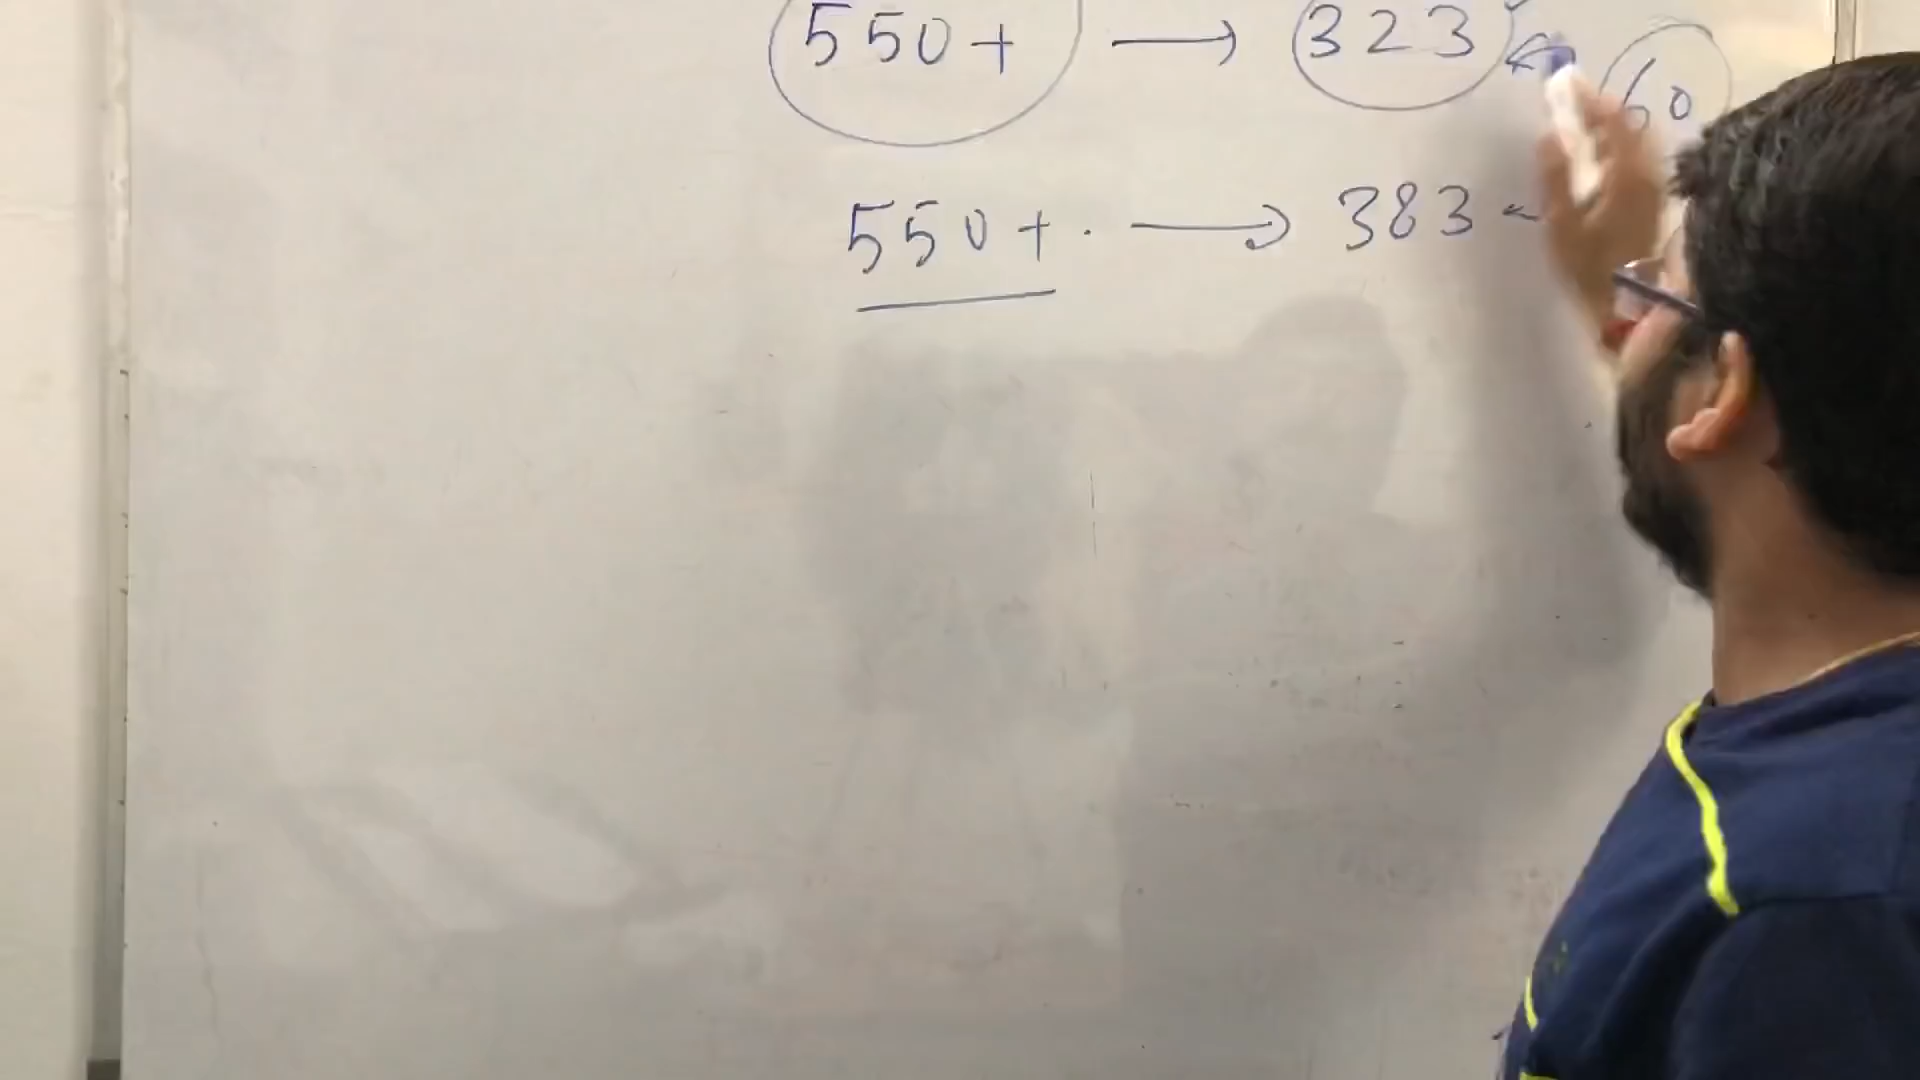 550+ → 323
60
550+. → 383